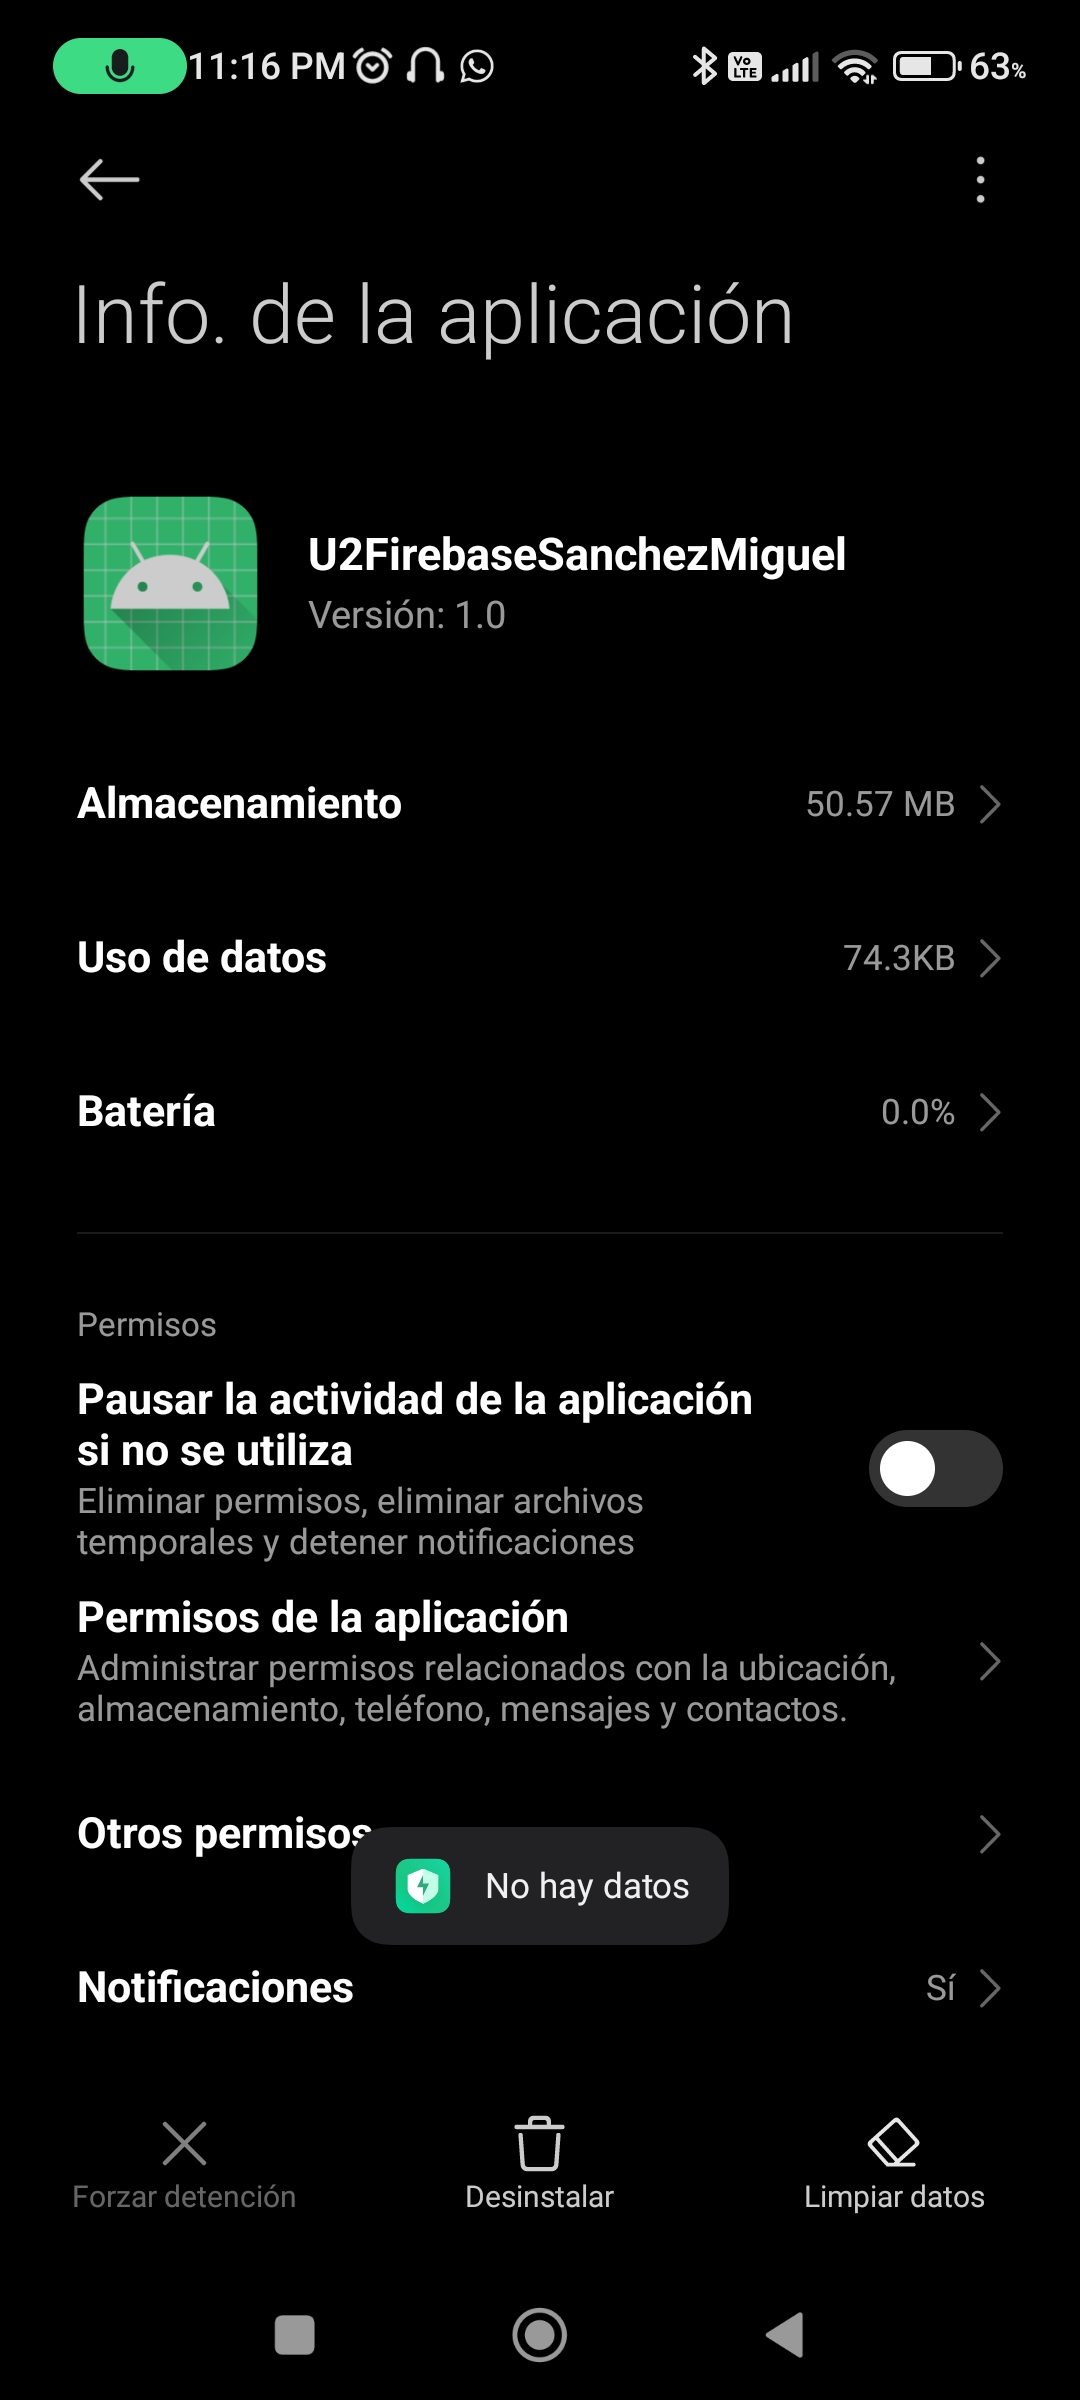 11:16 PM Vo LTE 63%
Info. de la aplicación
U2FirebaseSanchezMiguel
Versión: 1.0
Almacenamiento 50.57 MB
Uso de datos 74.3KB
Batería 0.0%
Permisos
Pausar la actividad de la aplicación
si no se utiliza
Eliminar permisos, eliminar archivos
temporales y detener notificaciones
Permisos de la aplicación
Administrar permisos relacionados con la ubicación,
almacenamiento, teléfono, mensajes y contactos.
Otros permisos
No hay datos
Notificaciones Sí
Forzar detención Desinstalar Limpiar datos